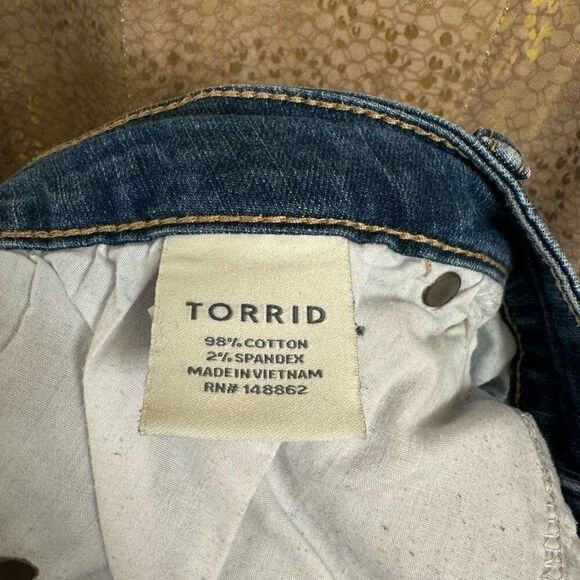 TORRID
98% COTTON
2% SPANDEX
MADE IN VIETNAM
RN# 148862